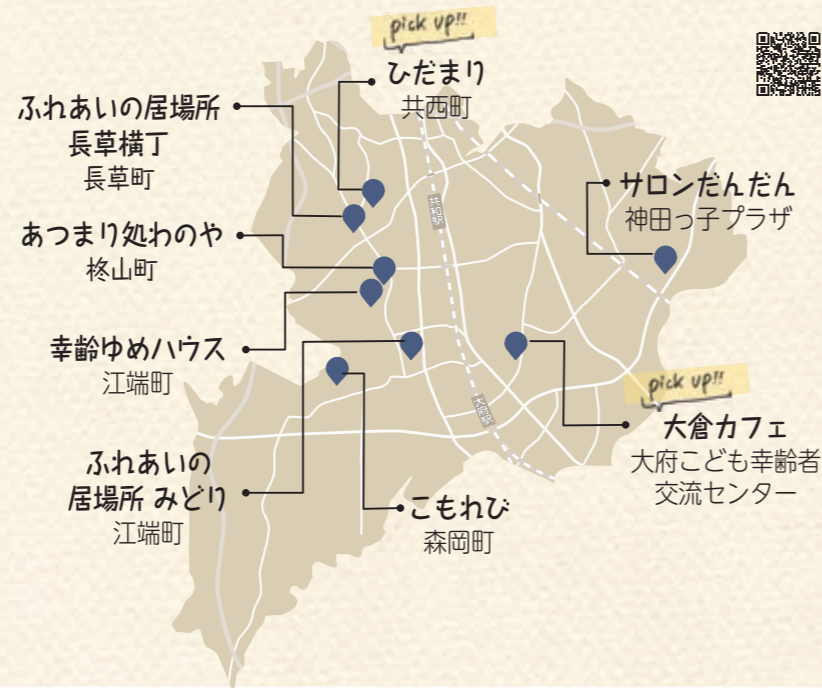 pick up!!
ひだまり
共西町
ふれあいの居場所
長草横丁
長草町
サロンだんだん
神田っ子プラザ
共和駅
あつまり処わのや
柊山町
幸齢ゆめハウス
江端町
pick up!!
大府駅
大倉カフェ
大府こども幸齢者
交流センター
ふれあいの
居場所 みどり
江端町
こもれび
森岡町